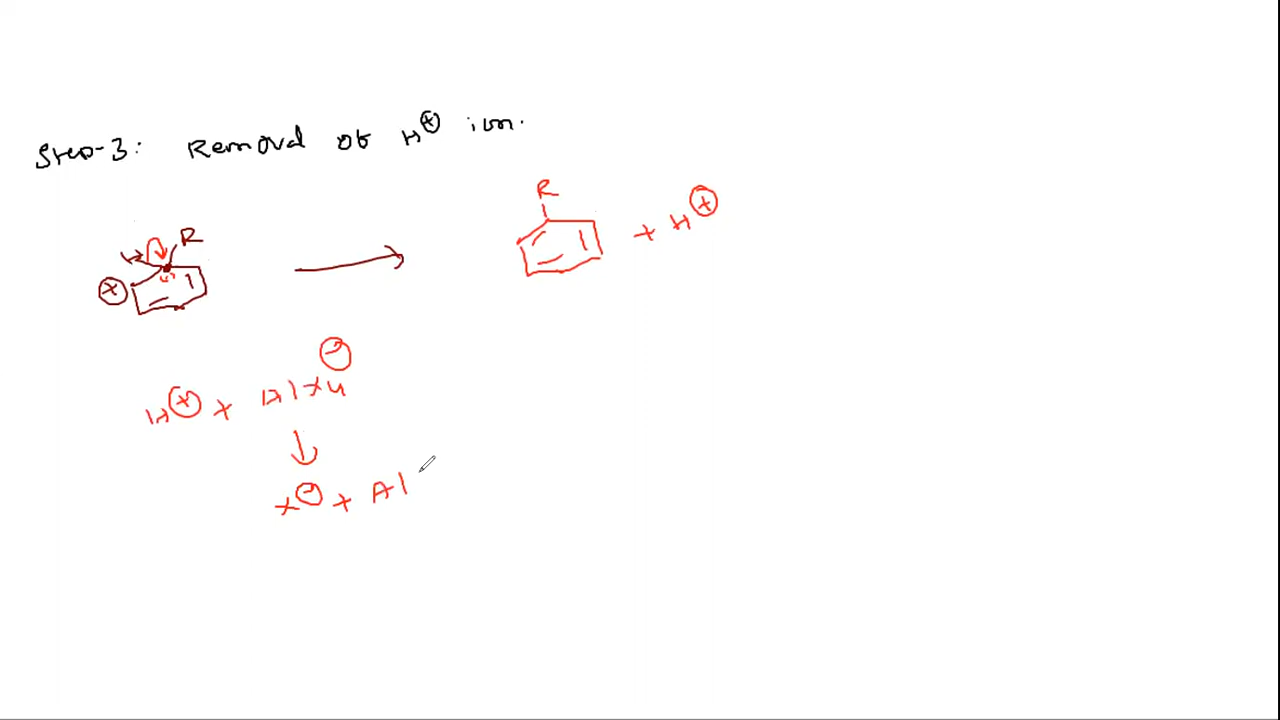 Step-3: Removal of H⊕ ion.
R
+ H⊕
H R
⊕
H⊕ + AlX4⊖
↓
X⊖ + Al